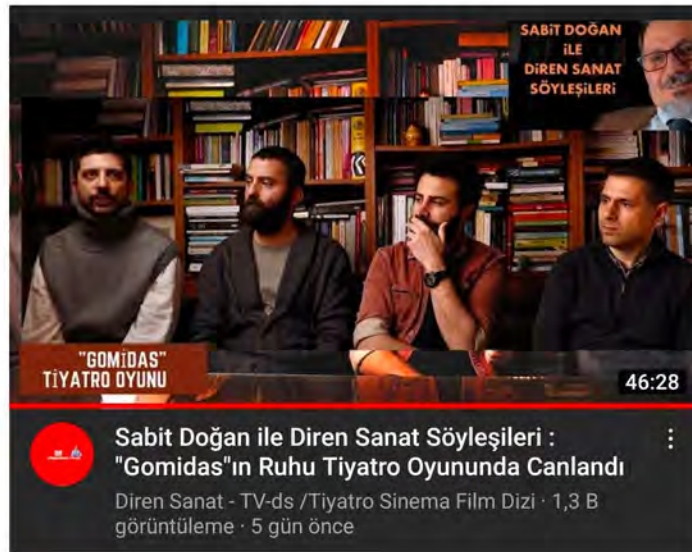 SABİT DOĞAN
İLE
DİREN SANAT
SÖYLEŞİLERİ
"GOMİDAS"
TİYATRO OYUNU
46:28
Sabit Doğan ile Diren Sanat Söyleşileri :
"Gomidas"ın Ruhu Tiyatro Oyununda Canlandı
Diren Sanat - TV-ds /Tiyatro Sinema Film Dizi · 1,3 B
görüntüleme · 5 gün önce